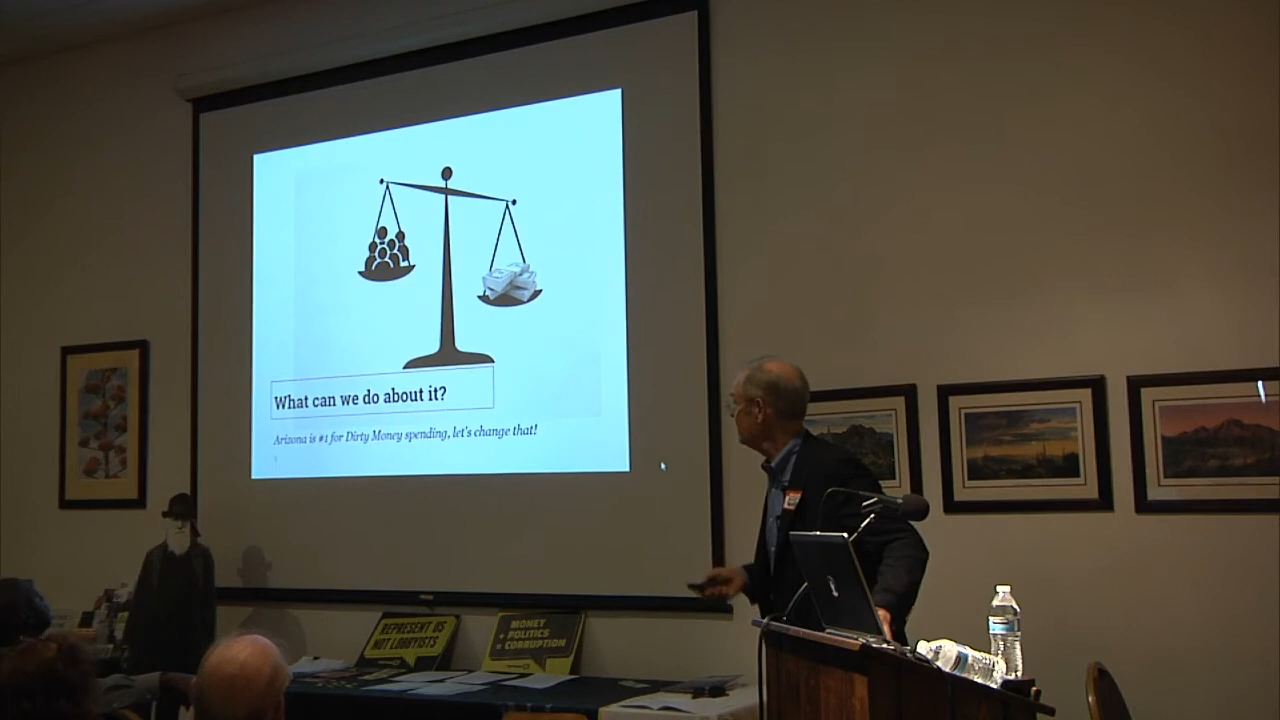 What can we do about it?
Arizona is #1 for Dirty Money spending, let's change that!
REPRESENT US
NOT LOBBYISTS
MONEY
+ POLITICS
= CORRUPTION